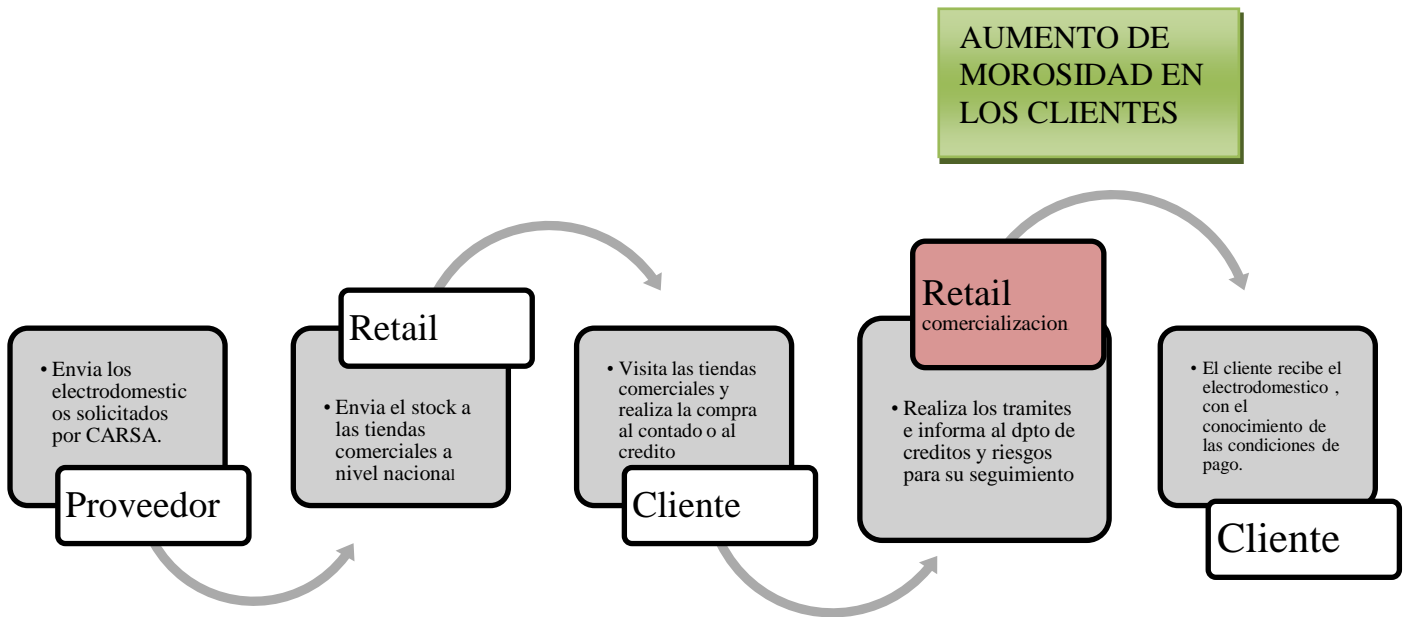 AUMENTO DE
MOROSIDAD EN
LOS CLIENTES
• Envia los
electrodomestic
os solicitados
por CARSA.
Proveedor
Retail
• Envia el stock a
las tiendas
comerciales a
nivel nacional
• Visita las tiendas
comerciales y
realiza la compra
al contado o al
credito
Cliente
Retail
comercializacion
• Realiza los tramites
e informa al dpto de
creditos y riesgos
para su seguimiento
• El cliente recibe el
electrodomestico ,
con el
conocimiento de
las condiciones de
pago.
Cliente